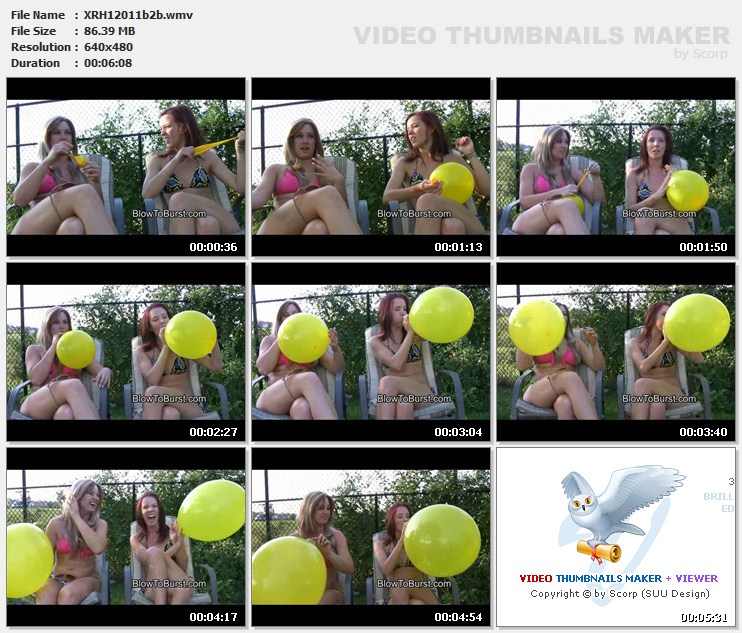 File Name : XRH12011b2b.wmv
File Size : 86.39 MB
Resolution : 640x480
Duration : 00:06:08
VIDEO THUMBNAILS MAKER
by Scorp
BlowToBurst.com
00:00:36
BlowToBurst.com
00:01:13
BlowToBurst.com
00:01:50
BlowToBurst.com
00:02:27
BlowToBurst.com
00:03:04
BlowToBurst.com
00:03:40
BlowToBurst.com
00:04:17
BlowToBurst.com
00:04:54
3
BRILL
ED
VIDEO THUMBNAILS MAKER + VIEWER
Copyright © by Scorp (SUU Design)
00:05:31